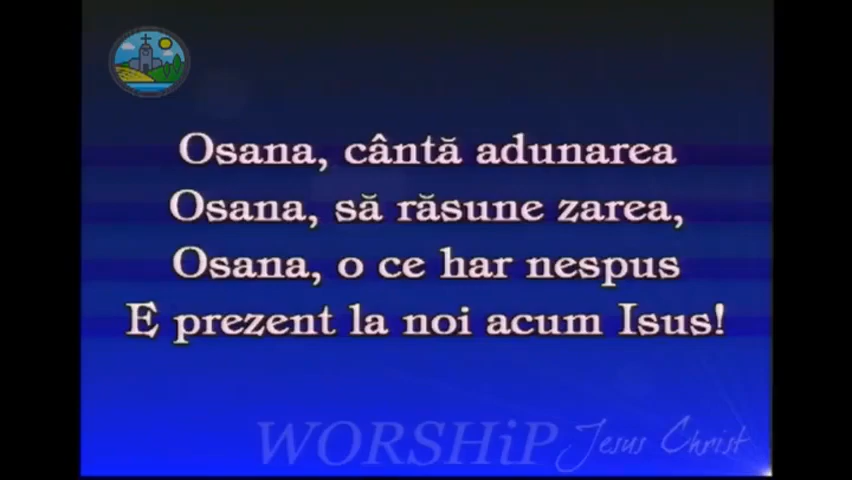 Osana, cântă adunarea
Osana, să răsune zarea,
Osana, o ce har nespus
E prezent la noi acum Isus!
WORSHiP Jesus Christ